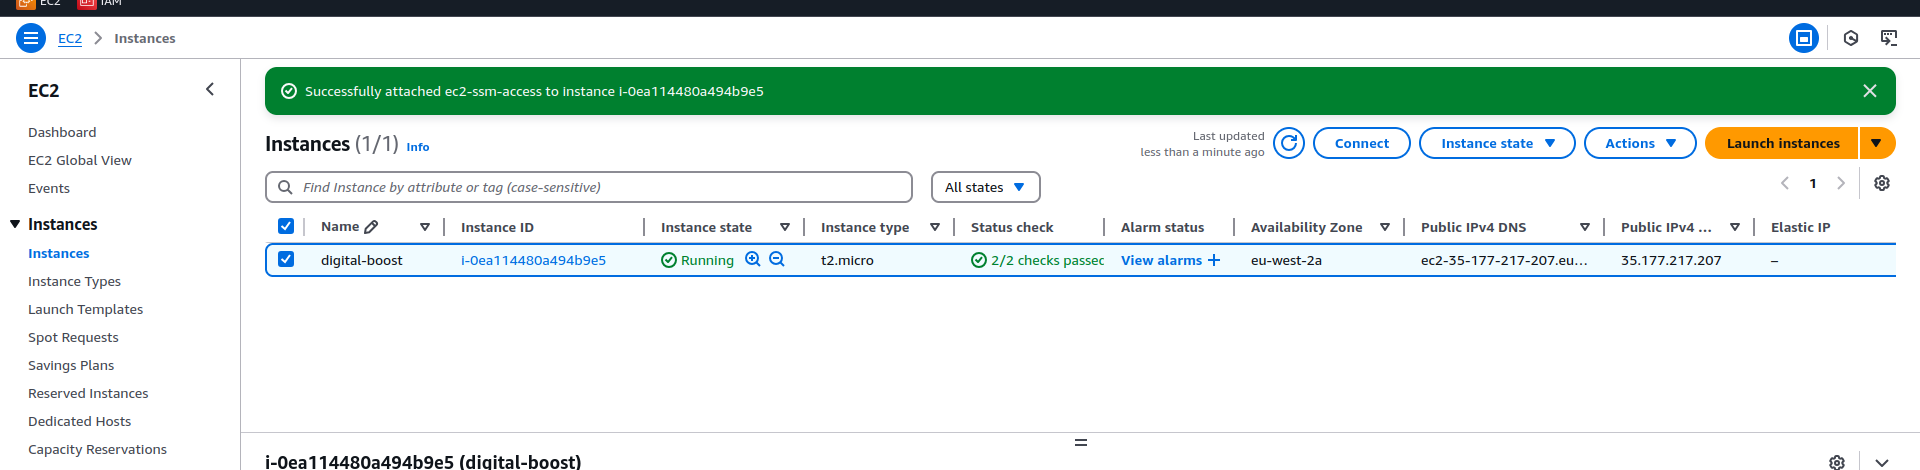 EC2 IAM
EC2 Instances
EC2
Dashboard
EC2 Global View
Events
Instances
Instances
Instance Types
Launch Templates
Spot Requests
Savings Plans
Reserved Instances
Dedicated Hosts
Capacity Reservations
Successfully attached ec2-ssm-access to instance i-0ea114480a494b9e5
Instances (1/1) Info
Last updated
less than a minute ago
Connect Instance state Actions Launch instances
Find Instance by attribute or tag (case-sensitive) All states 1
Name Instance ID Instance state Instance type Status check Alarm status Availability Zone Public IPv4 DNS Public IPv4 ... Elastic IP
digital-boost i-0ea114480a494b9e5 Running t2.micro 2/2 checks passec View alarms + eu-west-2a ec2-35-177-217-207.eu... 35.177.217.207 –
i-0ea114480a494b9e5 (digital-boost)